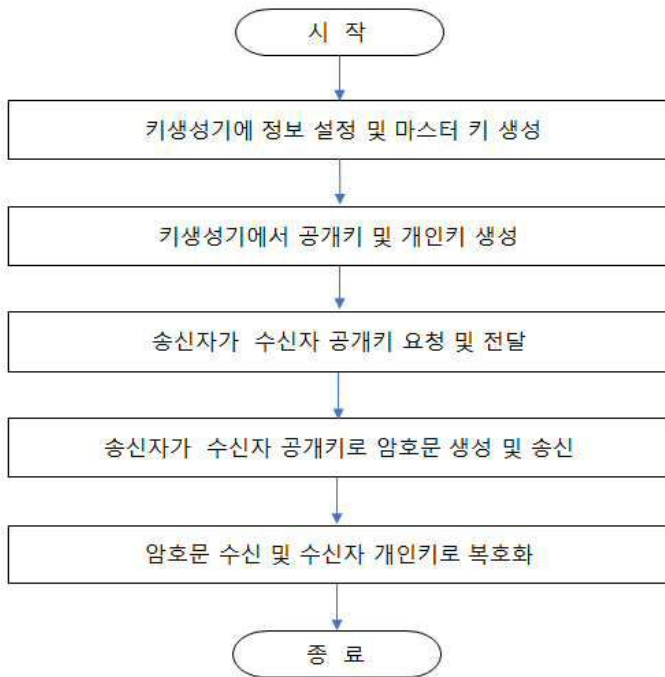 시 작
키생성기에 정보 설정 및 마스터 키 생성
키생성기에서 공개키 및 개인키 생성
송신자가 수신자 공개키 요청 및 전달
송신자가 수신자 공개키로 암호문 생성 및 송신
암호문 수신 및 수신자 개인키로 복호화
종 료